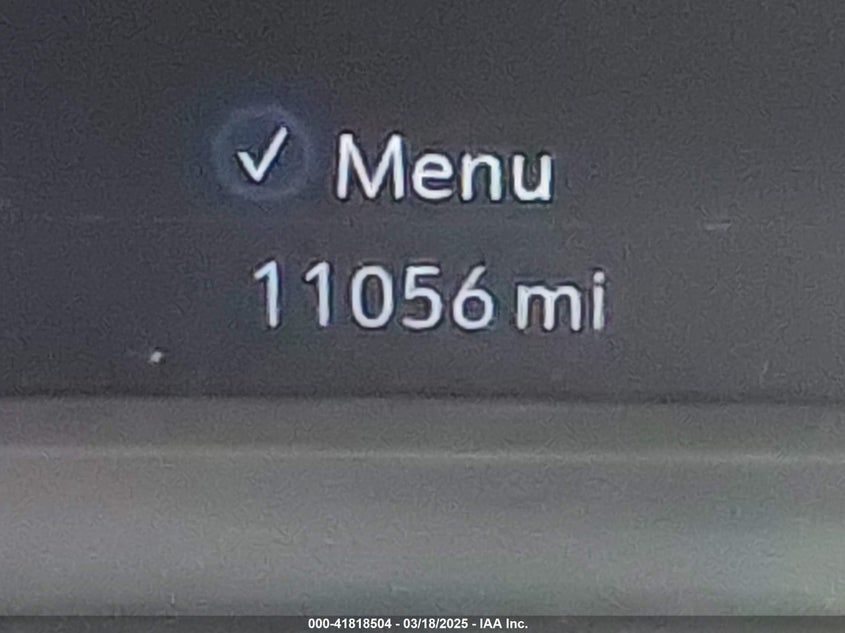 ✓ Menu
11056 mi
000-41818504 - 03/18/2025 - IAA Inc.